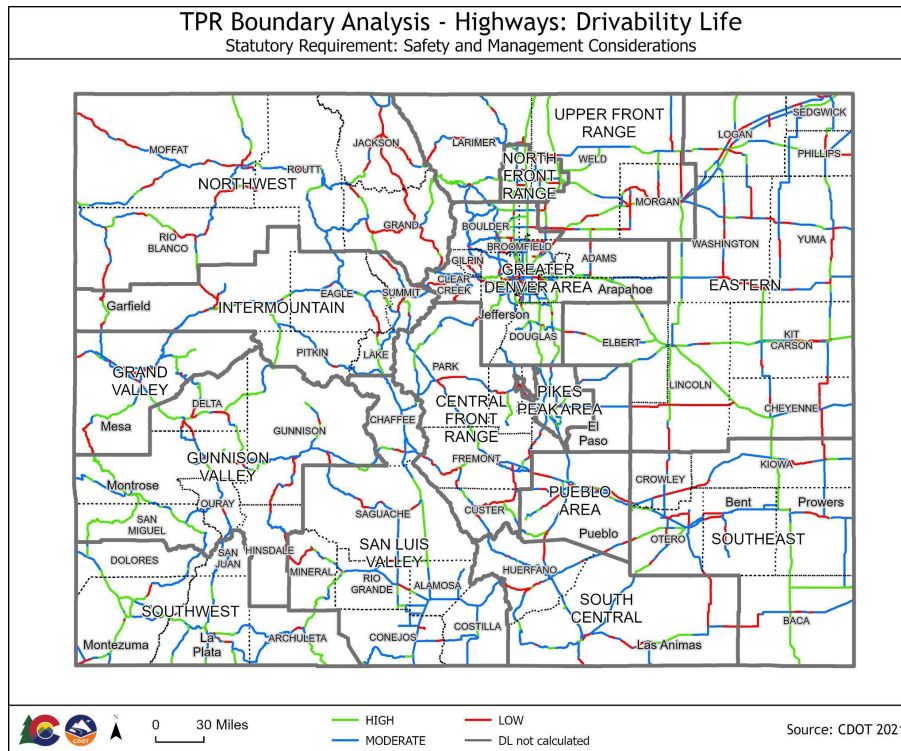 TPR Boundary Analysis - Highways: Drivability Life
Statutory Requirement: Safety and Management Considerations
UPPER FRONT
RANGE
SEDGWICK
LOGAN
JACKSON
LARIMER
MOFFAT
ROUTT
NORTHWEST
NORTH
FRONT
RANGE
WELD
PHILLIPS
MORGAN
GRAND
BOULDER
RIO
BLANCO
BROOMFIELD
WASHINGTON
YUMA
GILPIN
ADAMS
GREATER
DENVER AREA
CLEAR
CREEK
Arapahoe
EASTERN
Garfield
INTERMOUNTAIN
EAGLE
SUMMIT
Jefferson
DOUGLAS
ELBERT
KIT
CARSON
PITKIN
LAKE
PARK
GRAND
VALLEY
LINCOLN
DELTA
CENTRAL
FRONT
RANGE
PIKES
PEAK AREA
CHEYENNE
Mesa
CHAFFEE
El
Paso
GUNNISON
GUNNISON
VALLEY
FREMONT
KIOWA
Montrose
CROWLEY
OURAY
PUEBLO
AREA
Bent
Prowers
SAGUACHE
CUSTER
SAN
MIGUEL
Pueblo
OTERO
SOUTHEAST
DOLORES
SAN
JUAN
HINSDALE
SAN LUIS
VALLEY
MINERAL
RIO
GRANDE
ALAMOSA
HUERFANO
SOUTHWEST
SOUTH
CENTRAL
BACA
Montezuma
La
Plata
ARCHULETA
CONEJOS
COSTILLA
Las Animas
C
CDOT
N
0 30 Miles
HIGH
LOW
MODERATE
DL not calculated
Source: CDOT 2021